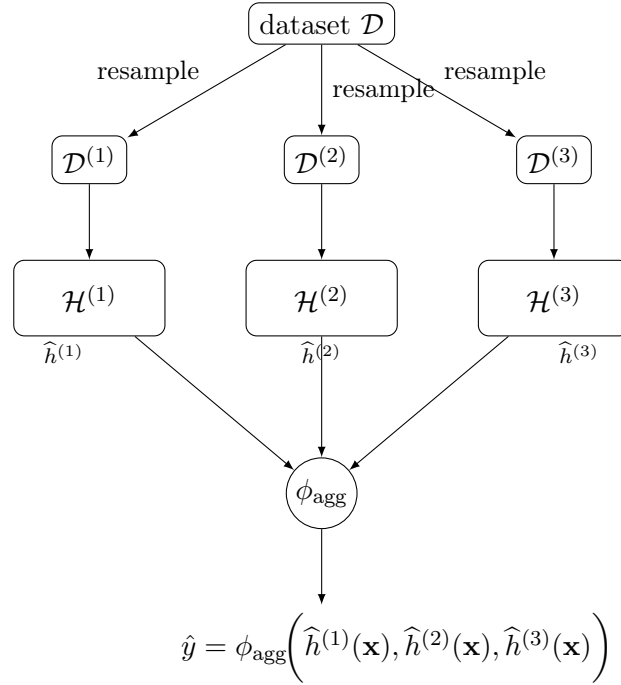 dataset 𝒟
resample resample resample
𝒟⁽¹⁾ 𝒟⁽²⁾ 𝒟⁽³⁾
ℋ⁽¹⁾ ℋ⁽²⁾ ℋ⁽³⁾
ĥ⁽¹⁾ ĥ⁽²⁾ ĥ⁽³⁾
ϕ_agg
ŷ = ϕ_agg(ĥ⁽¹⁾(𝐱), ĥ⁽²⁾(𝐱), ĥ⁽³⁾(𝐱))